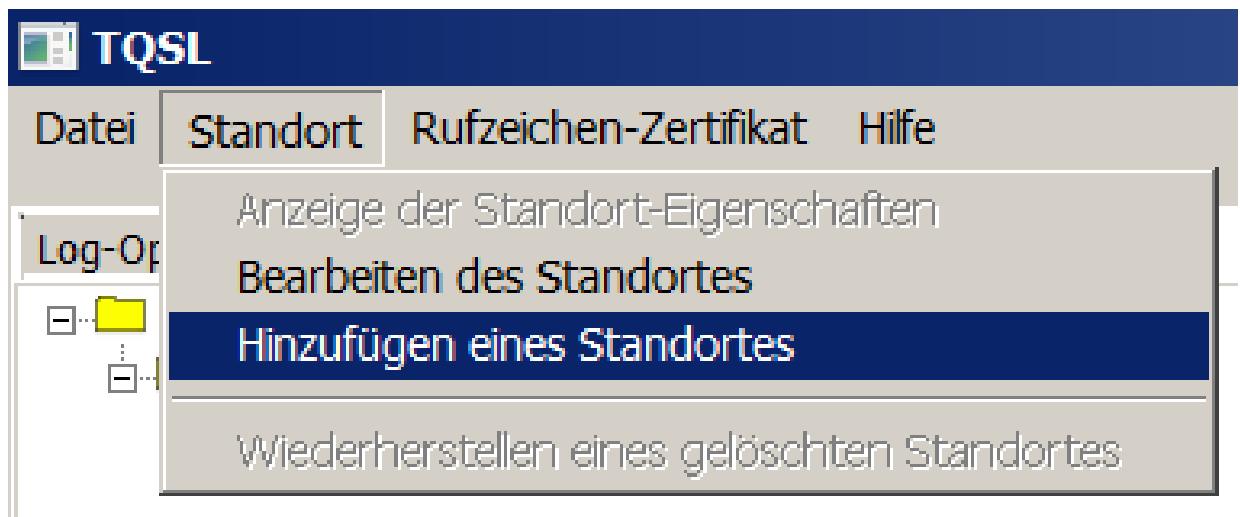 TQSL
Datei Standort Rufzeichen-Zertifikat Hilfe
Anzeige der Standort-Eigenschaften
Log-Op
Bearbeiten des Standortes
Hinzufügen eines Standortes
Wiederherstellen eines gelöschten Standortes